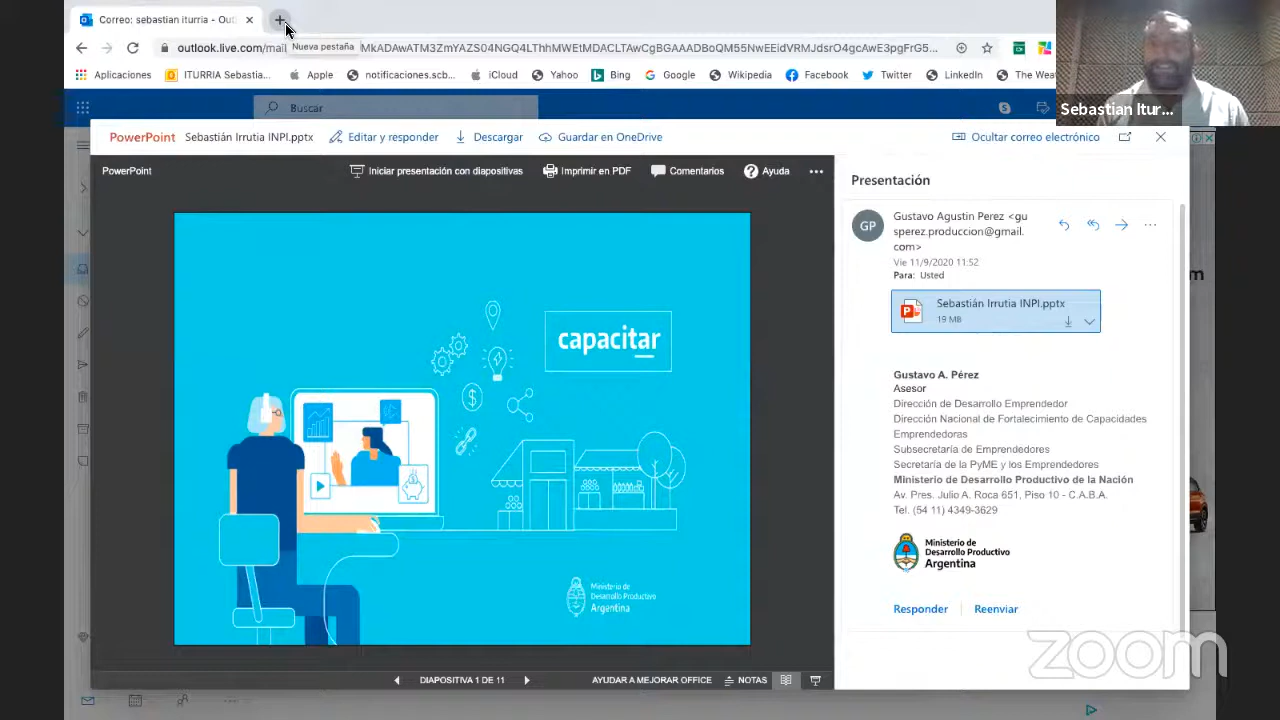 Correo: sebastian iturria - Out
Nueva pestaña
outlook.live.com/mail
Aplicaciones
ITURRIA Sebastia...
Apple
notificaciones.scb...
iCloud
Yahoo
Bing
Google
Wikipedia
Facebook
Twitter
LinkedIn
The Wea
Sebastian Itur...
Buscar
PowerPoint
Sebastián Irrutia INPI.pptx
Editar y responder
Descargar
Guardar en OneDrive
Ocultar correo electrónico
PowerPoint
Iniciar presentación con diapositivas
Imprimir en PDF
Comentarios
Ayuda
capacitar
Ministerio de
Desarrollo Productivo
Argentina
DIAPOSITIVA 1 DE 11
AYUDAR A MEJORAR OFFICE
NOTAS
Presentación
GP
Gustavo Agustin Perez <gu
sperez.produccion@gmail.
com>
Vie 11/9/2020 11:52
Para: Usted
Sebastián Irrutia INPI.pptx
19 MB
Gustavo A. Pérez
Asesor
Dirección de Desarrollo Emprendedor
Dirección Nacional de Fortalecimiento de Capacidades
Emprendedoras
Subsecretaría de Emprendedores
Secretaría de la PyME y los Emprendedores
Ministerio de Desarrollo Productivo de la Nación
Av. Pres. Julio A. Roca 651, Piso 10 - C.A.B.A.
Tel. (54 11) 4349-3629
Ministerio de
Desarrollo Productivo
Argentina
Responder
Reenviar
zoom